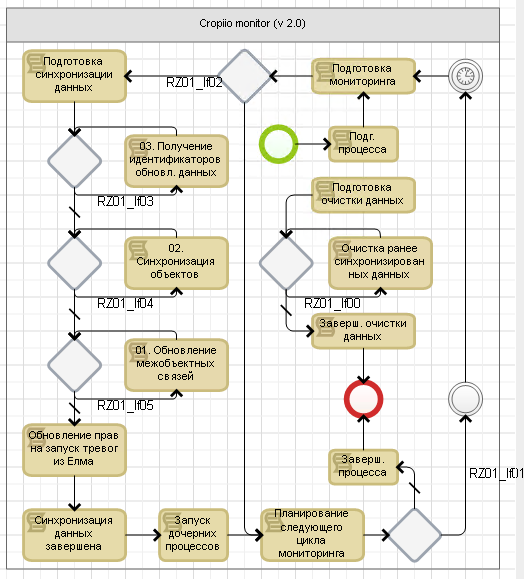 Cropiio monitor (v 2.0)
Подготовка
синхронизации
данных
RZ01_If02
Подготовка
мониторинга
03. Получение
идентификаторов
обновл. данных
Подг.
процесса
RZ01_If03
Подготовка
очистки данных
02.
Синхронизация
объектов
Очистка ранее
синхронизирован
ных данных
RZ01_If04
RZ01_If00
Заверш. очистки
данных
01. Обновление
межобъектных
связей
RZ01_If05
Обновление прав
на запуск тревог
из Елма
Заверш.
процесса
RZ01_If01
Синхронизация
данных
завершена
Запуск
дочерних
процессов
Планирование
следующего
цикла
мониторинга